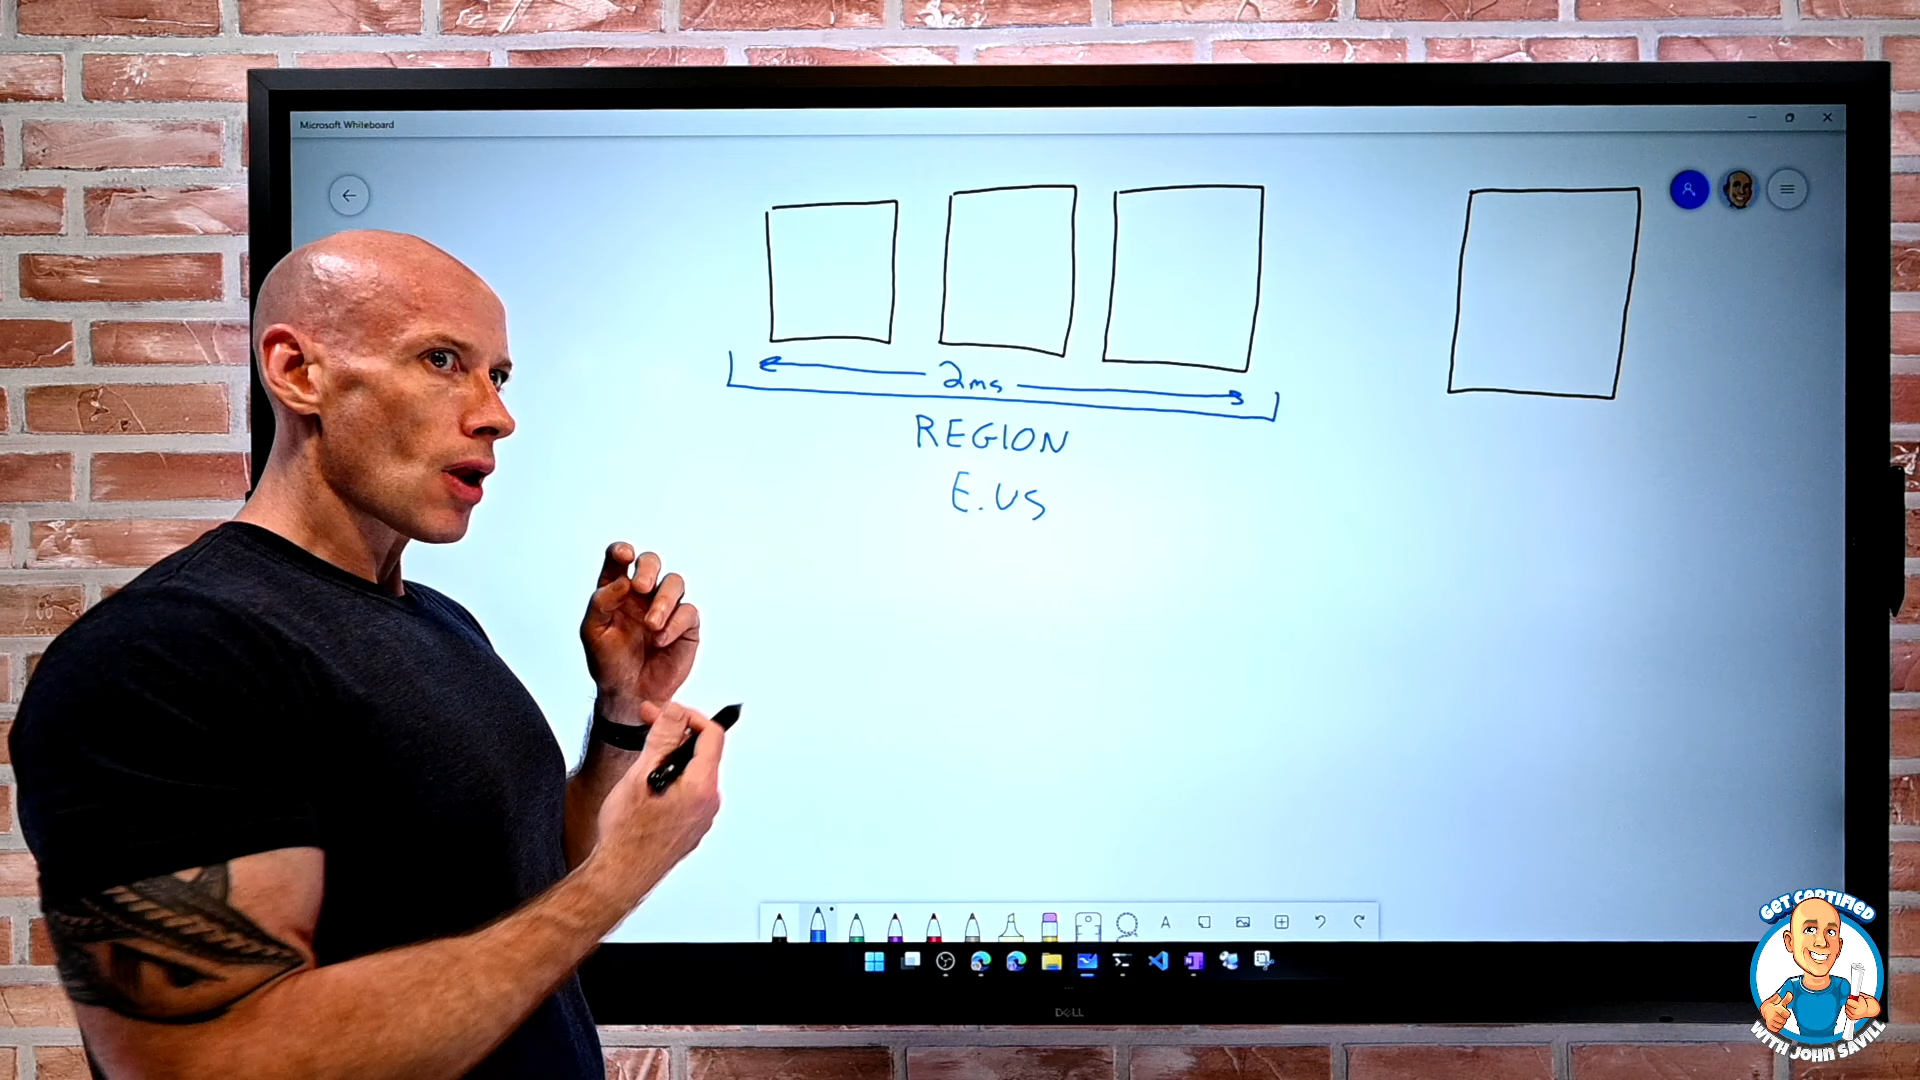 Microsoft Whiteboard
2ms
REGION
E.US
A
DELL
GET CERTIFIED
WITH JOHN SAVILL